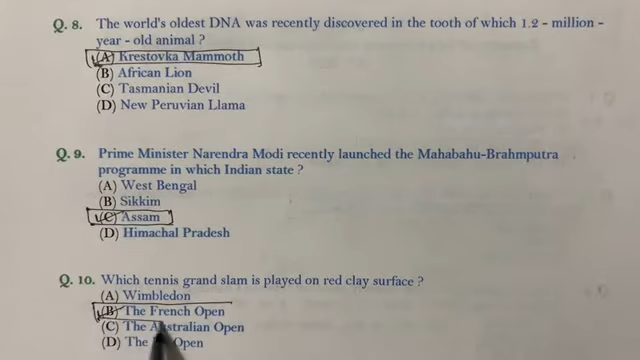 Q. 8. The world's oldest DNA was recently discovered in the tooth of which 1.2 - million -
year - old animal ?
(A) Krestovka Mammoth
(B) African Lion
(C) Tasmanian Devil
(D) New Peruvian Llama
Q. 9. Prime Minister Narendra Modi recently launched the Mahabahu-Brahmputra
programme in which Indian state ?
(A) West Bengal
(B) Sikkim
(C) Assam
(D) Himachal Pradesh
Q. 10. Which tennis grand slam is played on red clay surface ?
(A) Wimbledon
(B) The French Open
(C) The Australian Open
(D) The Open